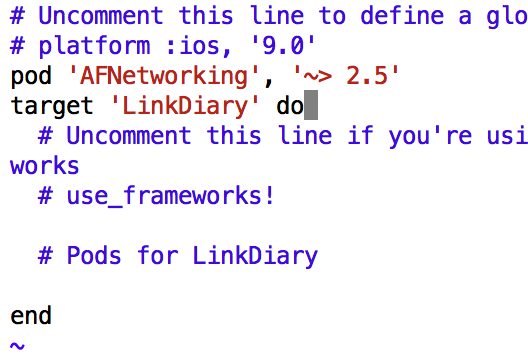 # Uncomment this line to define a glo
# platform :ios, '9.0'
pod 'AFNetworking', '~> 2.5'
target 'LinkDiary' do
  # Uncomment this line if you're usi
works
  # use_frameworks!

  # Pods for LinkDiary

end
~